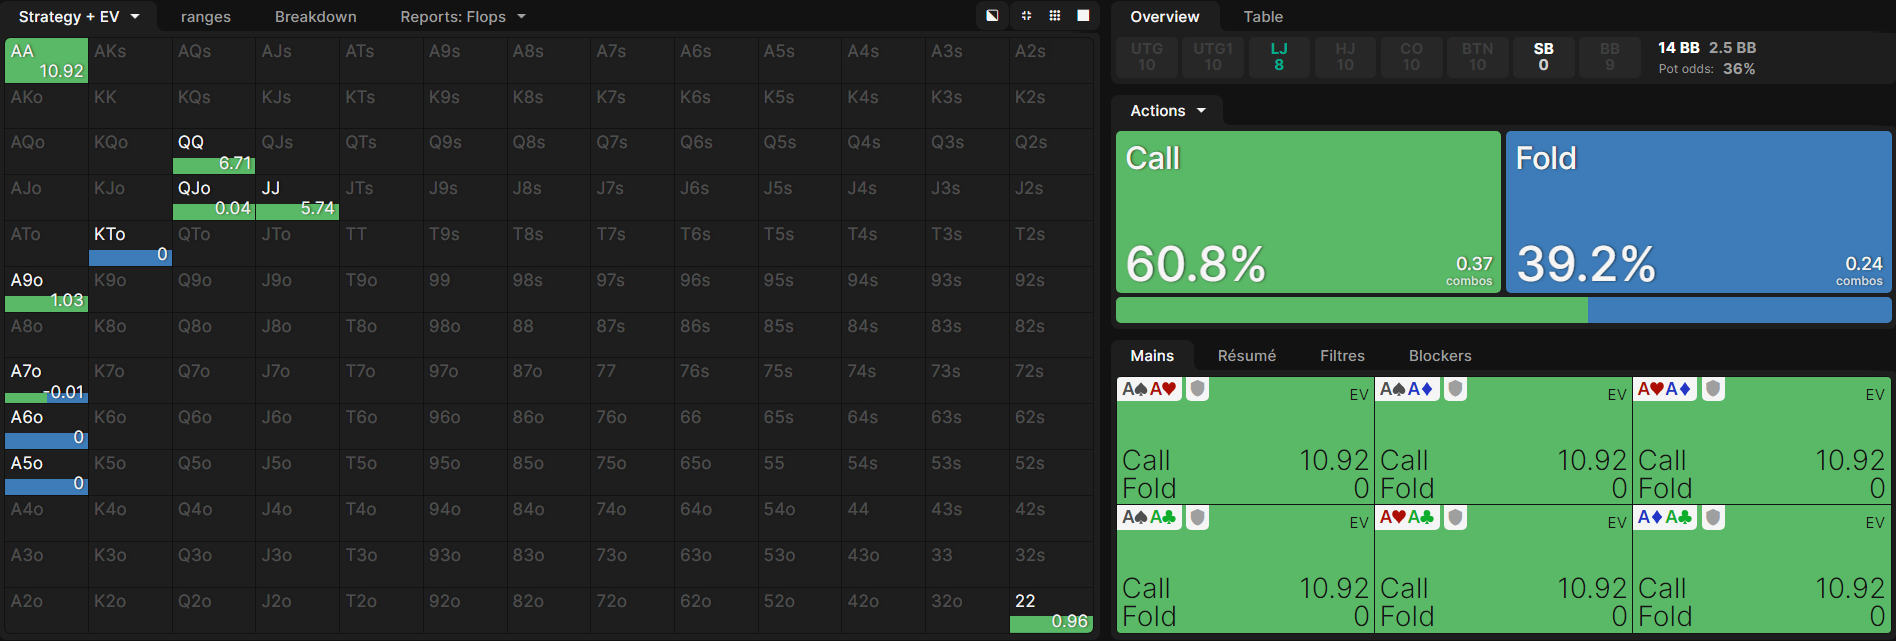 Strategy + EV ranges Breakdown Reports: Flops
AA AKs AQs AJs ATs A9s A8s A7s A6s A5s A4s A3s A2s
10.92
AKo KK KQs KJs KTs K9s K8s K7s K6s K5s K4s K3s K2s
AQo KQo QQ QJs QTs Q9s Q8s Q7s Q6s Q5s Q4s Q3s Q2s
6.71
AJo KJo QJo JJ JTs J9s J8s J7s J6s J5s J4s J3s J2s
0.04 5.74
ATo KTo QTo JTo TT T9s T8s T7s T6s T5s T4s T3s T2s
0
A9o K9o Q9o J9o T9o 99 98s 97s 96s 95s 94s 93s 92s
1.03
A8o K8o Q8o J8o T8o 98o 88 87s 86s 85s 84s 83s 82s
A7o K7o Q7o J7o T7o 97o 87o 77 76s 75s 74s 73s 72s
-0.01
A6o K6o Q6o J6o T6o 96o 86o 76o 66 65s 64s 63s 62s
0
A5o K5o Q5o J5o T5o 95o 85o 75o 65o 55 54s 53s 52s
0
A4o K4o Q4o J4o T4o 94o 84o 74o 64o 54o 44 43s 42s
A3o K3o Q3o J3o T3o 93o 83o 73o 63o 53o 43o 33 32s
A2o K2o Q2o J2o T2o 92o 82o 72o 62o 52o 42o 32o 22
0.96
Overview Table
UTG UTG1 LJ HJ CO BTN SB BB
10 10 8 10 10 10 0 9
14 BB 2.5 BB
Pot odds: 36%
Actions
Call Fold
60.8% 0.37 combos 39.2% 0.24 combos
Mains Résumé Filtres Blockers
A♠A♥ EV A♠A♦ EV A♥A♦ EV
Call 10.92 Call 10.92 Call 10.92
Fold 0 Fold 0 Fold 0
A♠A♣ EV A♥A♣ EV A♦A♣ EV
Call 10.92 Call 10.92 Call 10.92
Fold 0 Fold 0 Fold 0